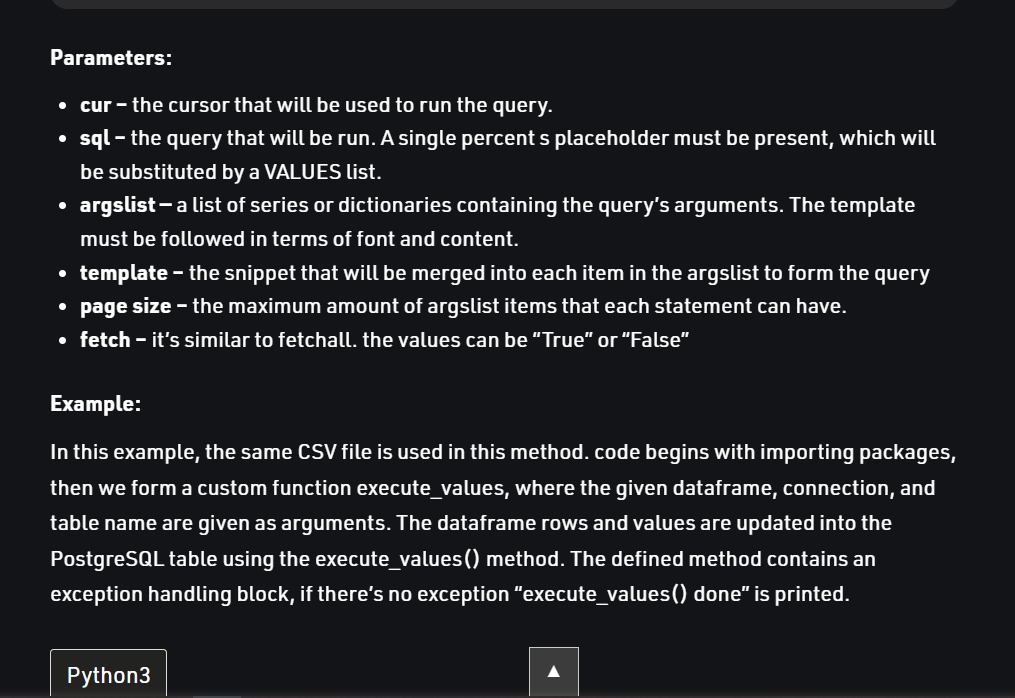 Parameters:
• cur – the cursor that will be used to run the query.
• sql – the query that will be run. A single percent s placeholder must be present, which will
be substituted by a VALUES list.
• argslist – a list of series or dictionaries containing the query's arguments. The template
must be followed in terms of font and content.
• template – the snippet that will be merged into each item in the argslist to form the query
• page size – the maximum amount of argslist items that each statement can have.
• fetch – it's similar to fetchall. the values can be "True" or "False"
Example:
In this example, the same CSV file is used in this method. code begins with importing packages,
then we form a custom function execute_values, where the given dataframe, connection, and
table name are given as arguments. The dataframe rows and values are updated into the
PostgreSQL table using the execute_values() method. The defined method contains an
exception handling block, if there's no exception "execute_values() done" is printed.
Python3
▲